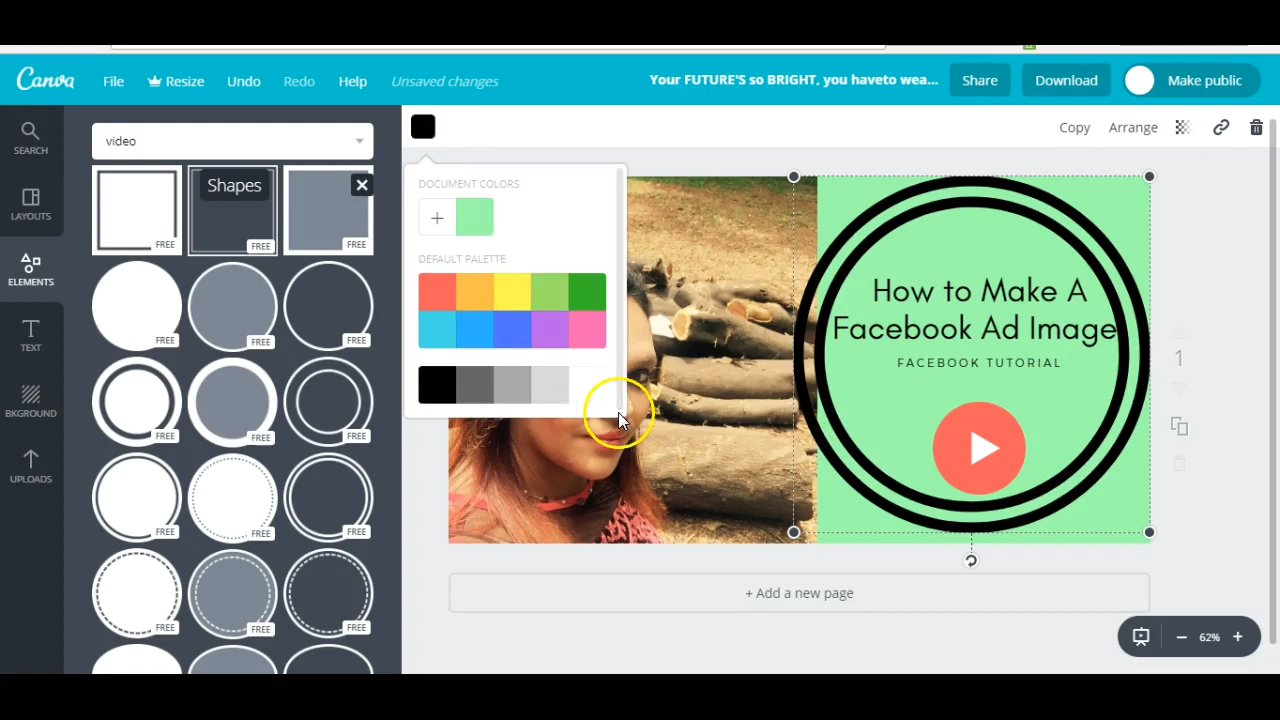 Canva File Resize Undo Redo Help Unsaved changes Your FUTURE'S so BRIGHT, you haveto wea... Share Download Make public
SEARCH
LAYOUTS
ELEMENTS
TEXT
BKGROUND
UPLOADS
video
Shapes
FREE FREE FREE
FREE FREE FREE
FREE FREE FREE
FREE FREE FREE
FREE FREE FREE
Copy Arrange
DOCUMENT COLORS
DEFAULT PALETTE
How to Make A
Facebook Ad Image
FACEBOOK TUTORIAL
1
+ Add a new page
62%